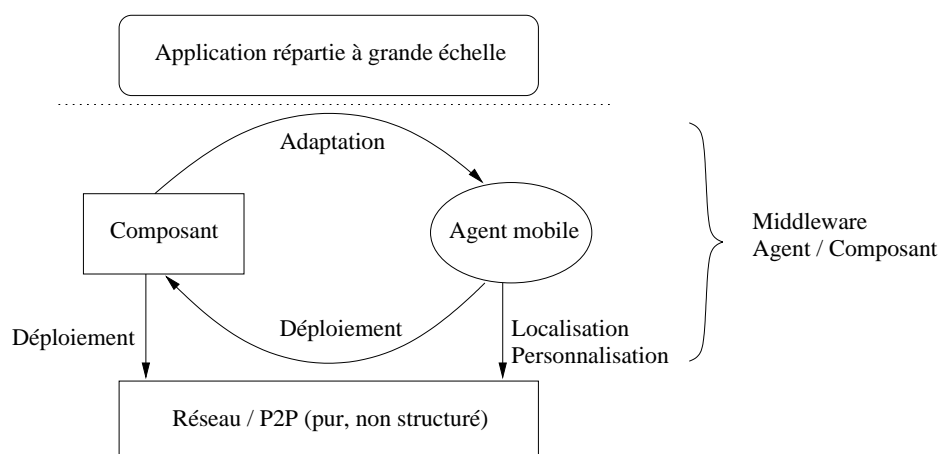 Application répartie à grande échelle
Adaptation
Composant
Agent mobile
Middleware
Agent / Composant
Déploiement
Déploiement
Localisation
Personnalisation
Réseau / P2P (pur, non structuré)